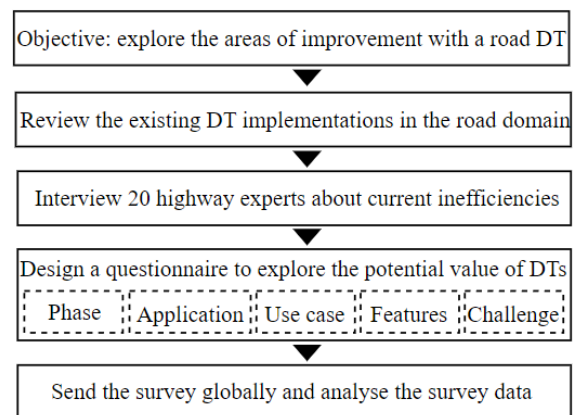 Objective: explore the areas of improvement with a road DT
Review the existing DT implementations in the road domain
Interview 20 highway experts about current inefficiencies
Design a questionnaire to explore the potential value of DTs
Phase Application Use case Features Challenge
Send the survey globally and analyse the survey data